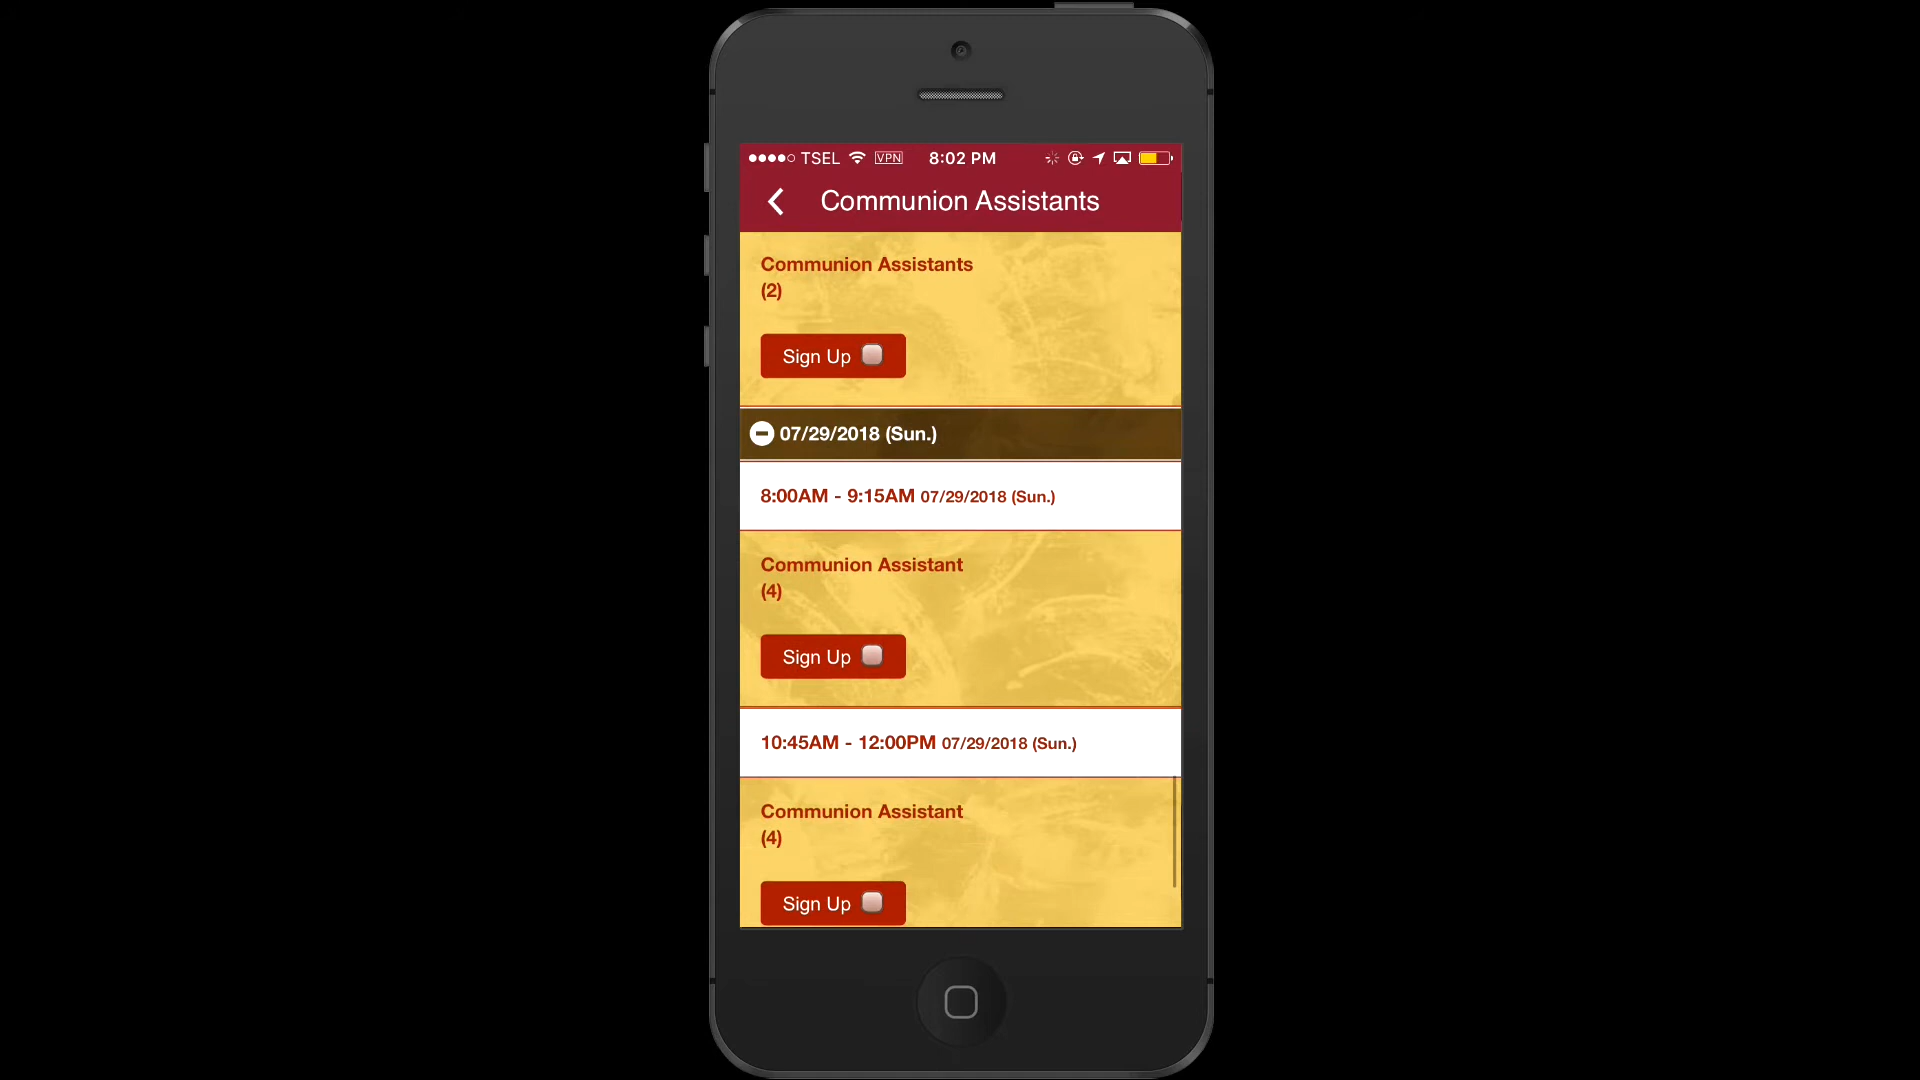 TSEL VPN 8:02 PM
Communion Assistants
Communion Assistants
(2)
Sign Up
07/29/2018 (Sun.)
8:00AM - 9:15AM 07/29/2018 (Sun.)
Communion Assistant
(4)
Sign Up
10:45AM - 12:00PM 07/29/2018 (Sun.)
Communion Assistant
(4)
Sign Up